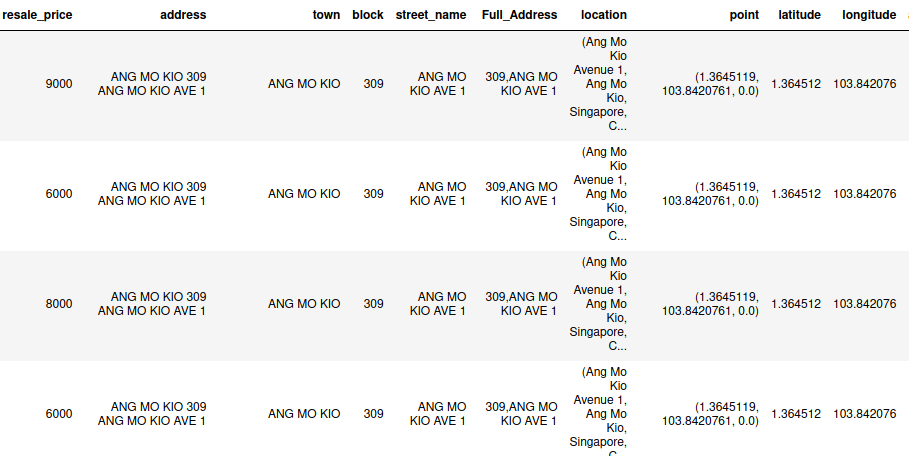 resale_price address town block street_name Full_Address location point latitude longitude
(Ang Mo
Kio
Avenue 1,
9000 ANG MO KIO 309 ANG MO KIO 309 ANG MO 309,ANG MO Ang Mo (1.3645119, 1.364512 103.842076
ANG MO KIO AVE 1 KIO AVE 1 KIO AVE 1 Kio, 103.8420761, 0.0)
Singapore,
C...
(Ang Mo
Kio
Avenue 1,
6000 ANG MO KIO 309 ANG MO KIO 309 ANG MO 309,ANG MO Ang Mo (1.3645119, 1.364512 103.842076
ANG MO KIO AVE 1 KIO AVE 1 KIO AVE 1 Kio, 103.8420761, 0.0)
Singapore,
C...
(Ang Mo
Kio
Avenue 1,
8000 ANG MO KIO 309 ANG MO KIO 309 ANG MO 309,ANG MO Ang Mo (1.3645119, 1.364512 103.842076
ANG MO KIO AVE 1 KIO AVE 1 KIO AVE 1 Kio, 103.8420761, 0.0)
Singapore,
C...
(Ang Mo
Kio
Avenue 1,
6000 ANG MO KIO 309 ANG MO KIO 309 ANG MO 309,ANG MO Ang Mo (1.3645119, 1.364512 103.842076
ANG MO KIO AVE 1 KIO AVE 1 KIO AVE 1 Kio, 103.8420761, 0.0)
Singapore,